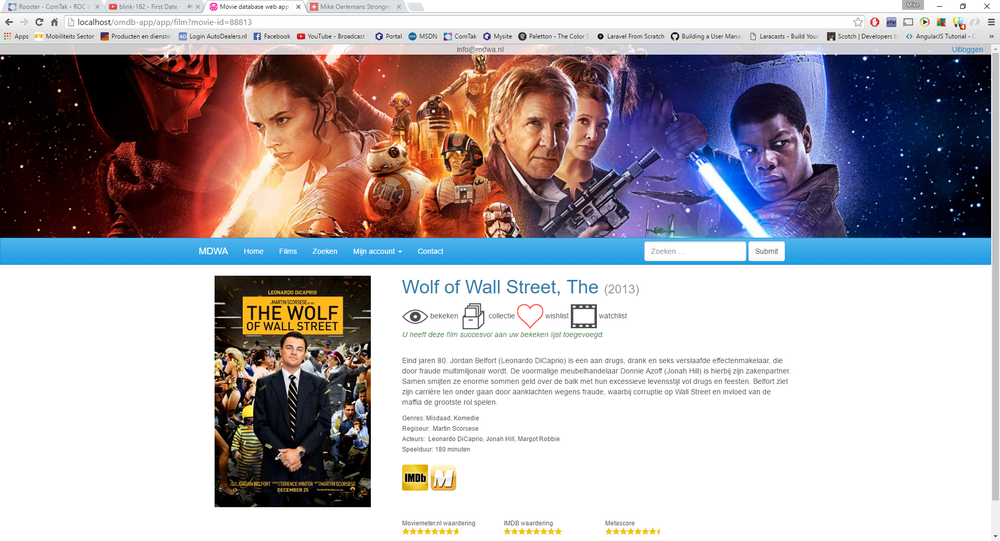 Rooster - ComTak - ROC
blink-182 - First Date -
Movie database web app
Mike Oerlemans Strongm
Mike
localhost/omdb-app/app/film?movie-id=88813
php
4
Apps
Mobiliteits Sector
Producten en dienste
AD Login AutoDealers.nl
Facebook
YouTube - Broadcast
Portal
MSDN
ComTak
Mysite
Paletton - The Color S
Laravel From Scratch
Building a User Mana
Laracasts - Build Your
Scotch | Developers b
AngularJS Tutorial - C
»
info@mdwa.nl
Uitloggen
MDWA
Home
Films
Zoeken
Mijn account
Contact
Zoeken ...
Submit
LEONARDO DiCAPRIO
A MARTIN SCORSESE PICTURE
THE WOLF
OF WALL STREET
JORDAN BELFORT
TERENCE WINTER
MARTIN SCORSESE
DECEMBER 25
TheWolfOfWallStreet.com
Wolf of Wall Street, The (2013)
bekeken
collectie
wishlist
watchlist
U heeft deze film succesvol aan uw bekeken lijst toegevoegd.
Eind jaren 80. Jordan Belfort (Leonardo DiCaprio) is een aan drugs, drank en seks verslaafde effectenmakelaar, die
door fraude multimiljonair wordt. De voormalige meubelhandelaar Donnie Azoff (Jonah Hill) is hierbij zijn zakenpartner.
Samen smijten ze enorme sommen geld over de balk met hun excessieve levensstijl vol drugs en feesten. Belfort ziet
zijn carrière ten onder gaan door aanklachten wegens fraude, waarbij corruptie op Wall Street en invloed van de
maffia de grootste rol spelen.
Genres: Misdaad, Komedie
Regiseur: Martin Scorsese
Acteurs: Leonardo DiCaprio, Jonah Hill, Margot Robbie
Speelduur: 180 minuten
IMDb
M
Moviemeter.nl waardering
IMDB waardering
Metascore